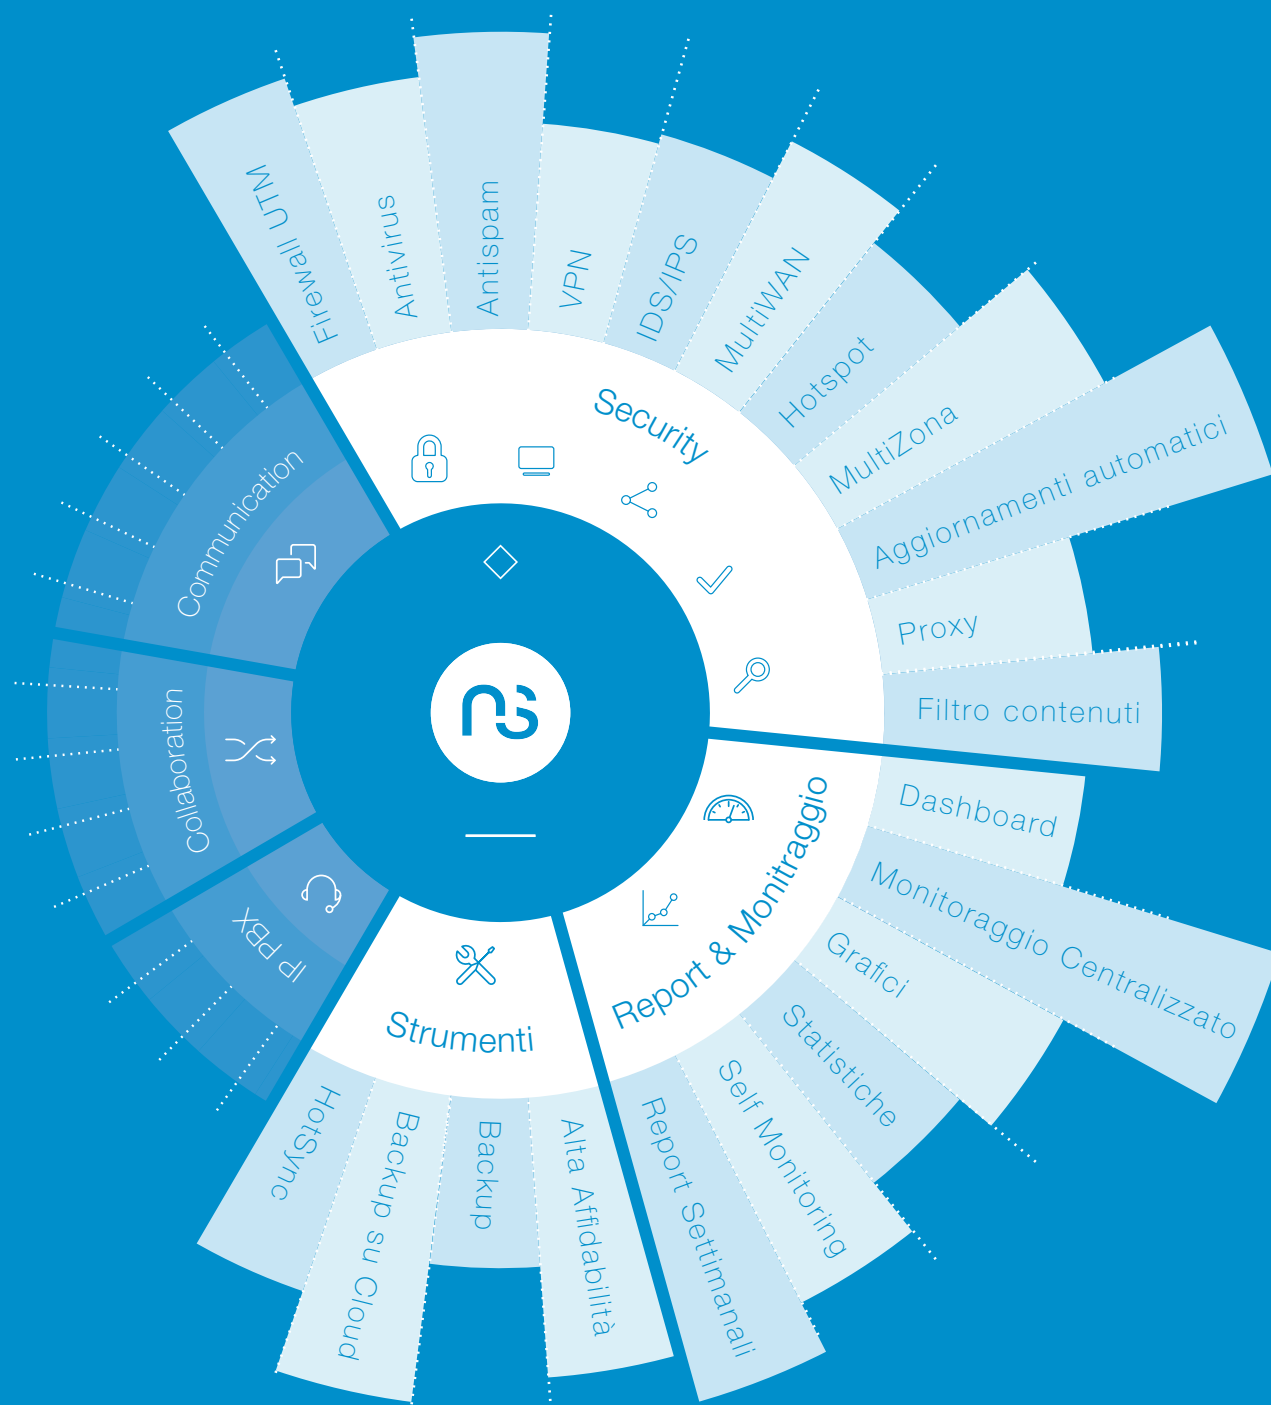 Firewall UTM
Antivirus
Antispam
VPN
IDS/IPS
MultiWAN
Hotspot
MultiZona
Aggiornamenti automatici
Proxy
Filtro contenuti
Security
Dashboard
Monitoraggio Centralizzato
Grafici
Statistiche
Self Monitoring
Report Settimanali
Report & Monitraggio
Alta Affidabilità
Backup
Backup su Cloud
HotSync
Strumenti
IP PBX
Collaboration
Communication
ns